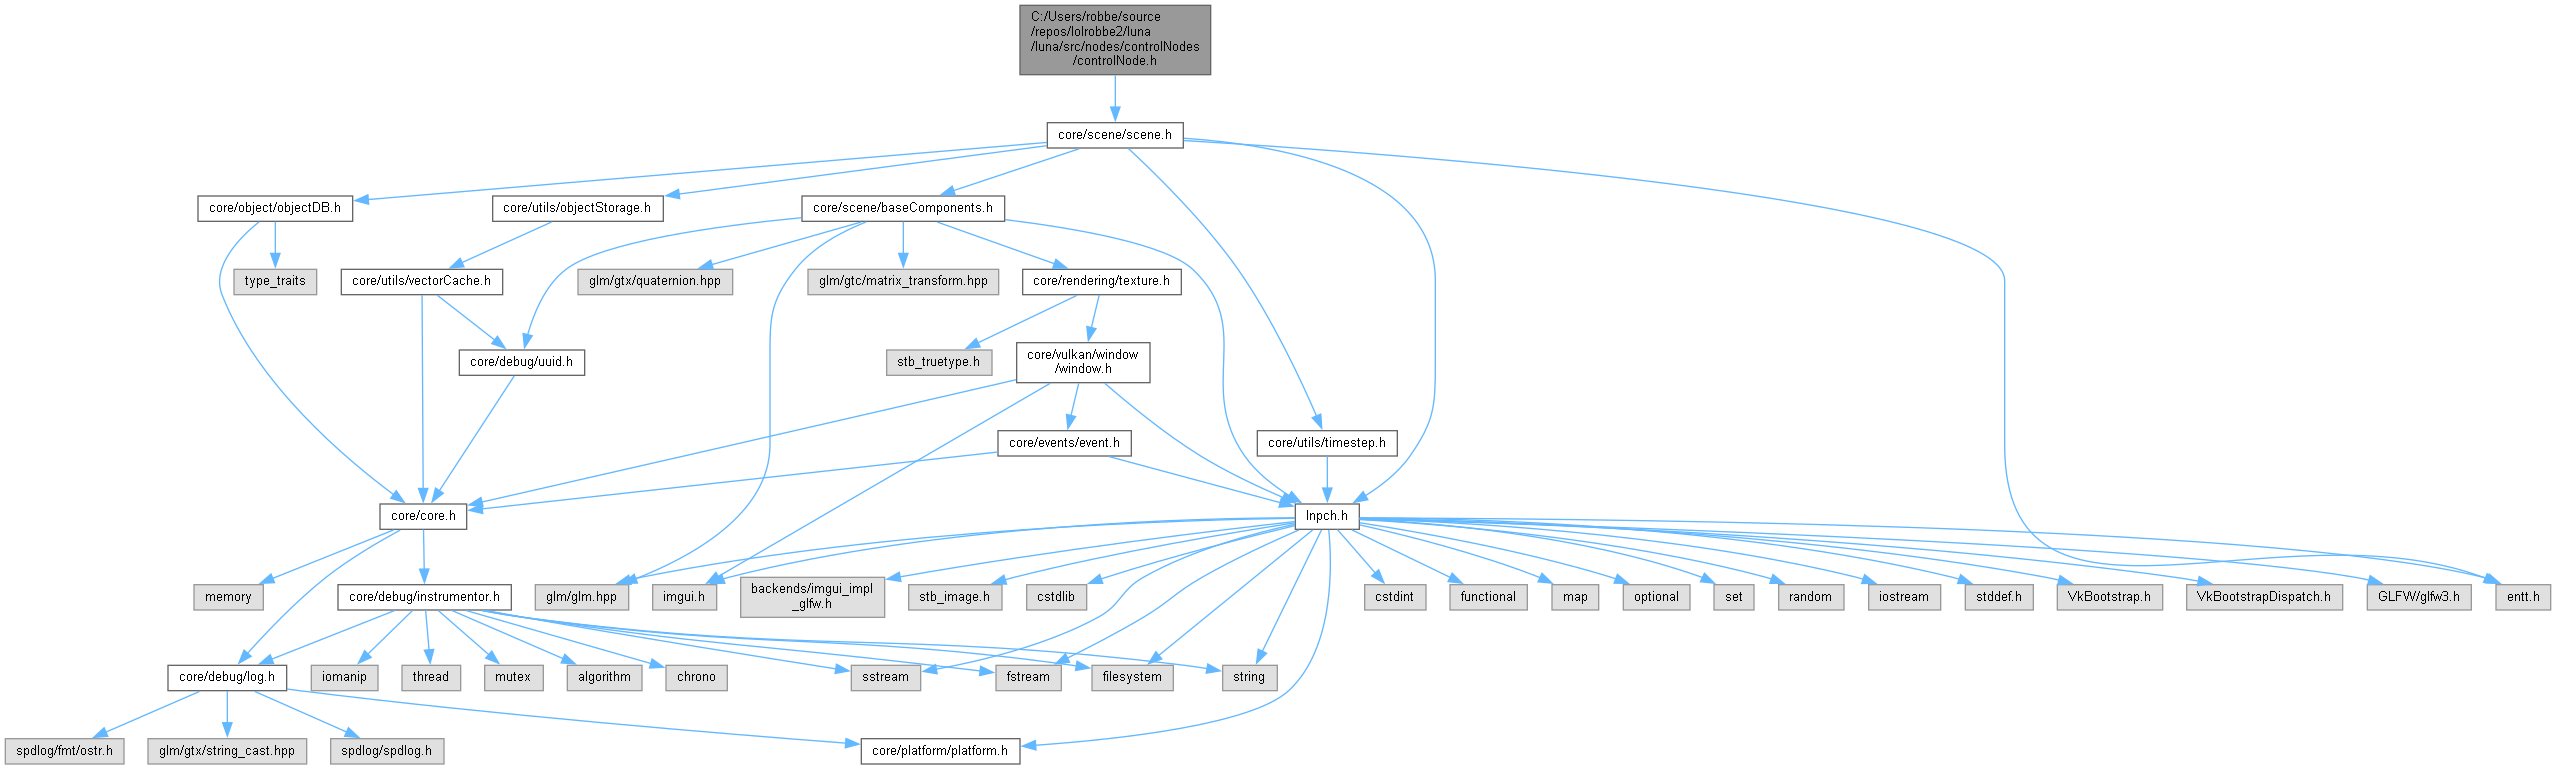 C:/Users/robbe/source
/repos/lolrobbe2/luna
/luna/src/nodes/controlNodes
/controlNode.h
core/scene/scene.h
core/object/objectDB.h
core/utils/objectStorage.h
core/scene/baseComponents.h
type_traits
core/utils/vectorCache.h
glm/gtx/quaternion.hpp
glm/gtc/matrix_transform.hpp
core/rendering/texture.h
core/debug/uuid.h
stb_truetype.h
core/vulkan/window
/window.h
core/events/event.h
core/utils/timestep.h
core/core.h
lnpch.h
memory
core/debug/instrumentor.h
glm/glm.hpp
imgui.h
backends/imgui_impl
_glfw.h
stb_image.h
cstdlib
cstdint
functional
map
optional
set
random
iostream
stddef.h
VkBootstrap.h
VkBootstrapDispatch.h
GLFW/glfw3.h
entt.h
core/debug/log.h
iomanip
thread
mutex
algorithm
chrono
sstream
fstream
filesystem
string
spdlog/fmt/ostr.h
glm/gtx/string_cast.hpp
spdlog/spdlog.h
core/platform/platform.h